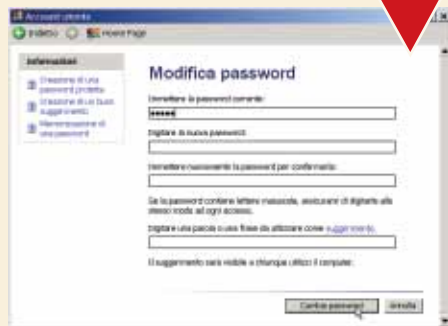 Account utente
Indietro Home Page
Informazioni
Creazione di una
password protetta
Creazione di un buon
suggerimento
Memorizzazione di
una password
Modifica password
Immettere la password corrente:
Digitare la nuova password:
Immettere nuovamente la password per confermarla:
Se la password contiene lettere maiuscole, assicurarsi di digitarle allo
stesso modo ad ogni accesso.
Digitare una parola o una frase da utilizzare come suggerimento.
Il suggerimento sarà visibile a chiunque utilizzi il computer.
Cambia password Annulla